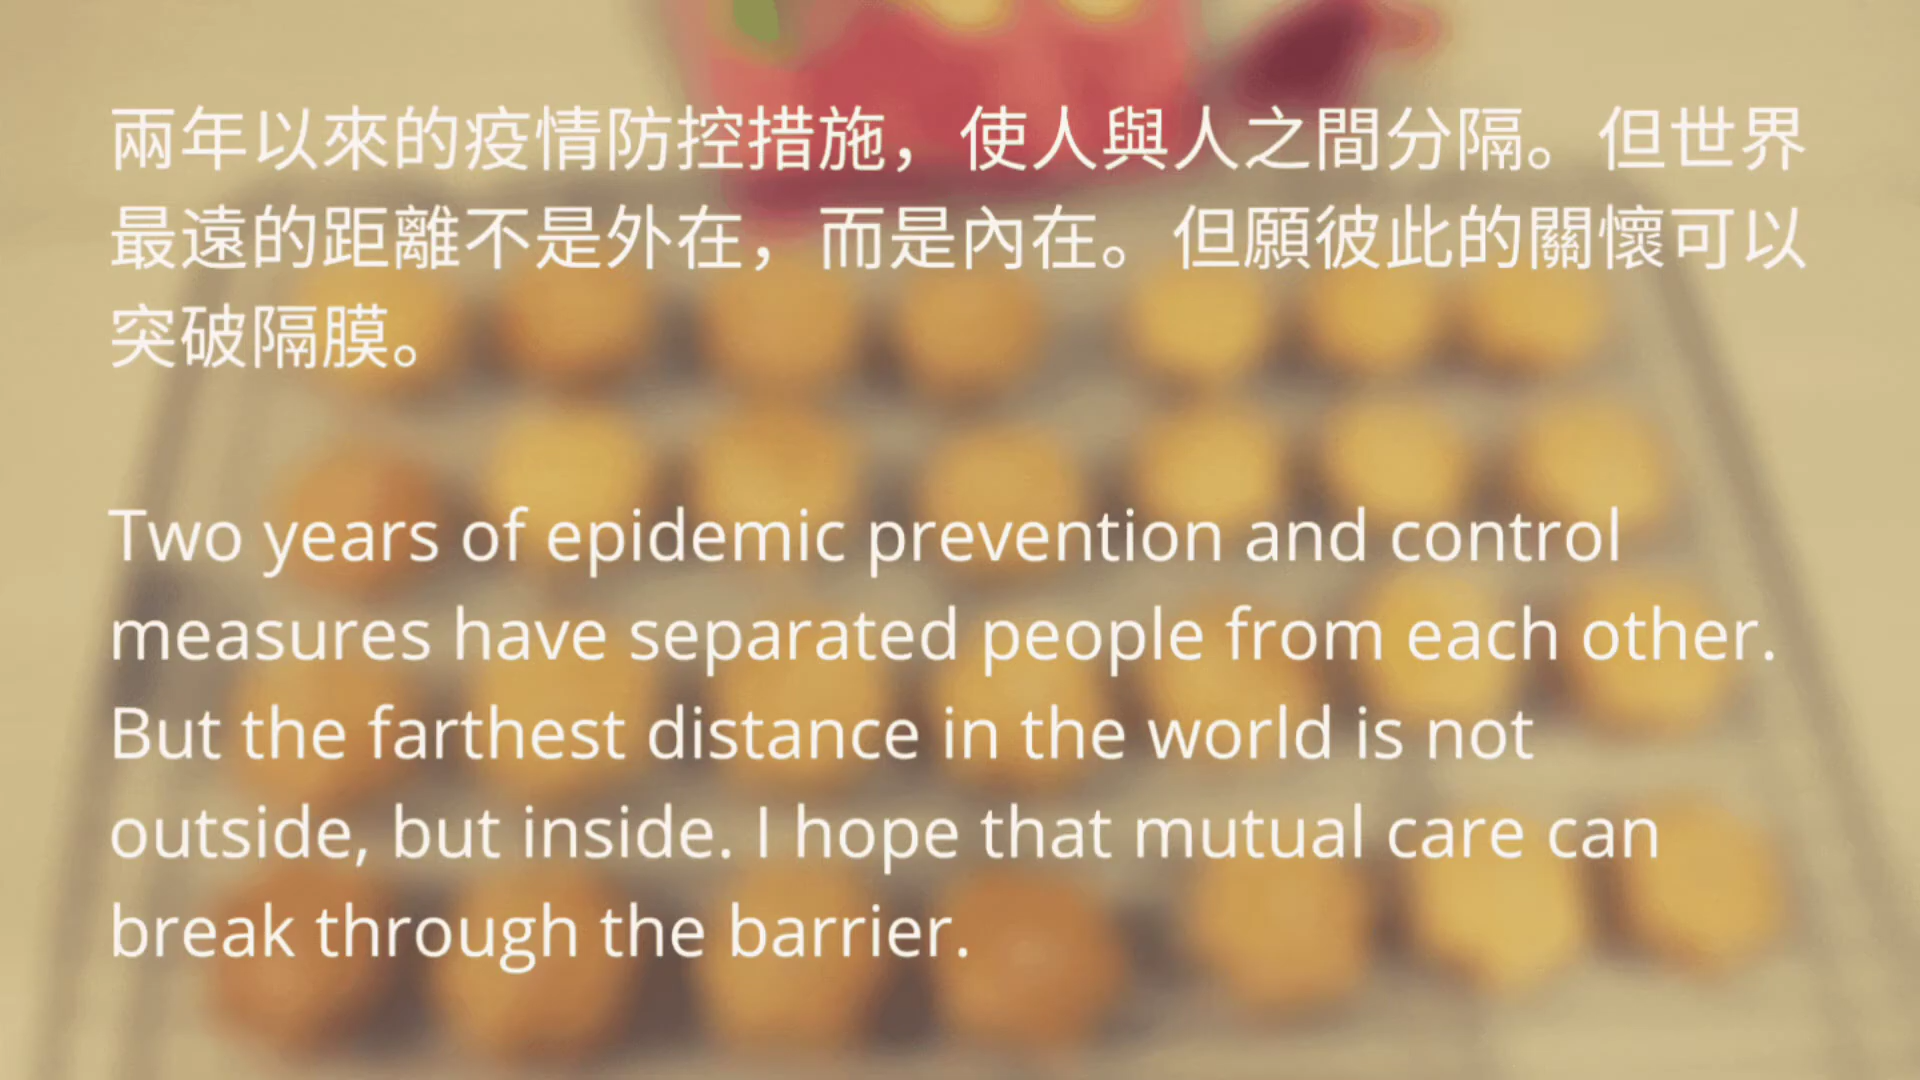 兩年以來的疫情防控措施，使人與人之間分隔。但世界
最遠的距離不是外在，而是內在。但願彼此的關懷可以
突破隔膜。
Two years of epidemic prevention and control
measures have separated people from each other.
But the farthest distance in the world is not
outside, but inside. I hope that mutual care can
break through the barrier.